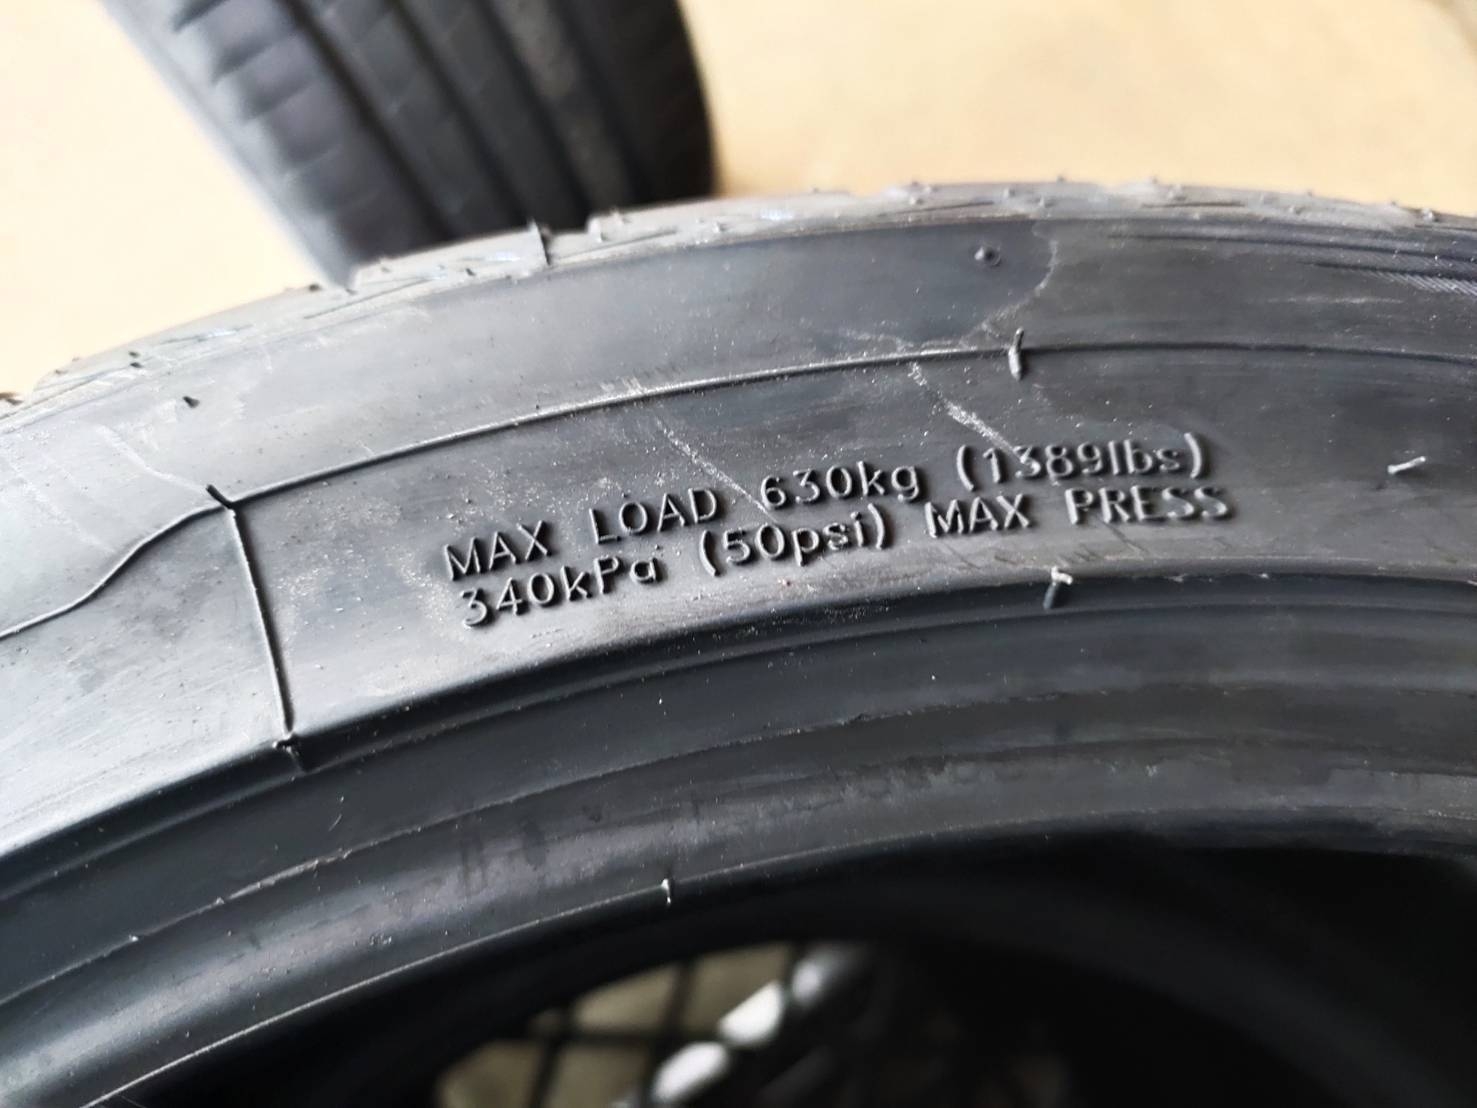 MAX LOAD 630kg (1389lbs)
340kPa (50psi) MAX PRESS